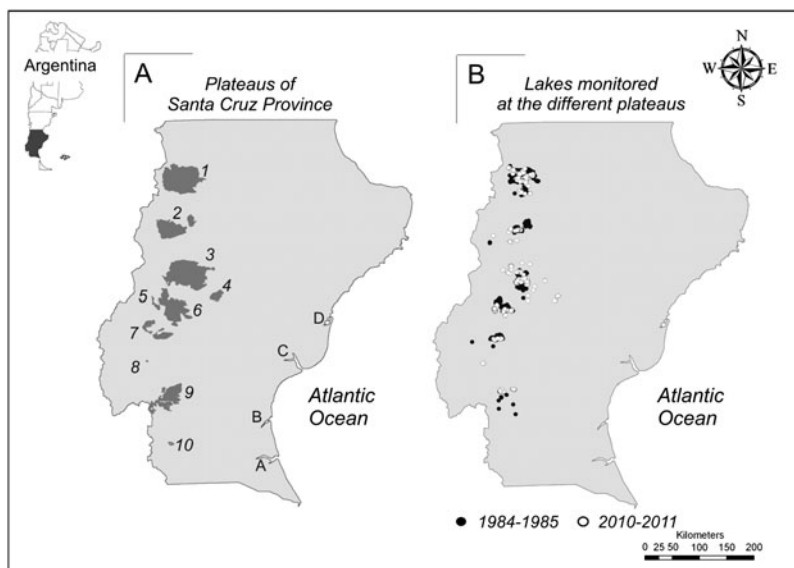 Argentina
A
Plateaus of
Santa Cruz Province
1
2
3
4
5
6
7
8
9
10
D
C
B
A
Atlantic
Ocean
B
Lakes monitored
at the different plateaus
N
W E
S
Atlantic
Ocean
1984-1985 2010-2011
Kilometers
0 25 50 100 150 200